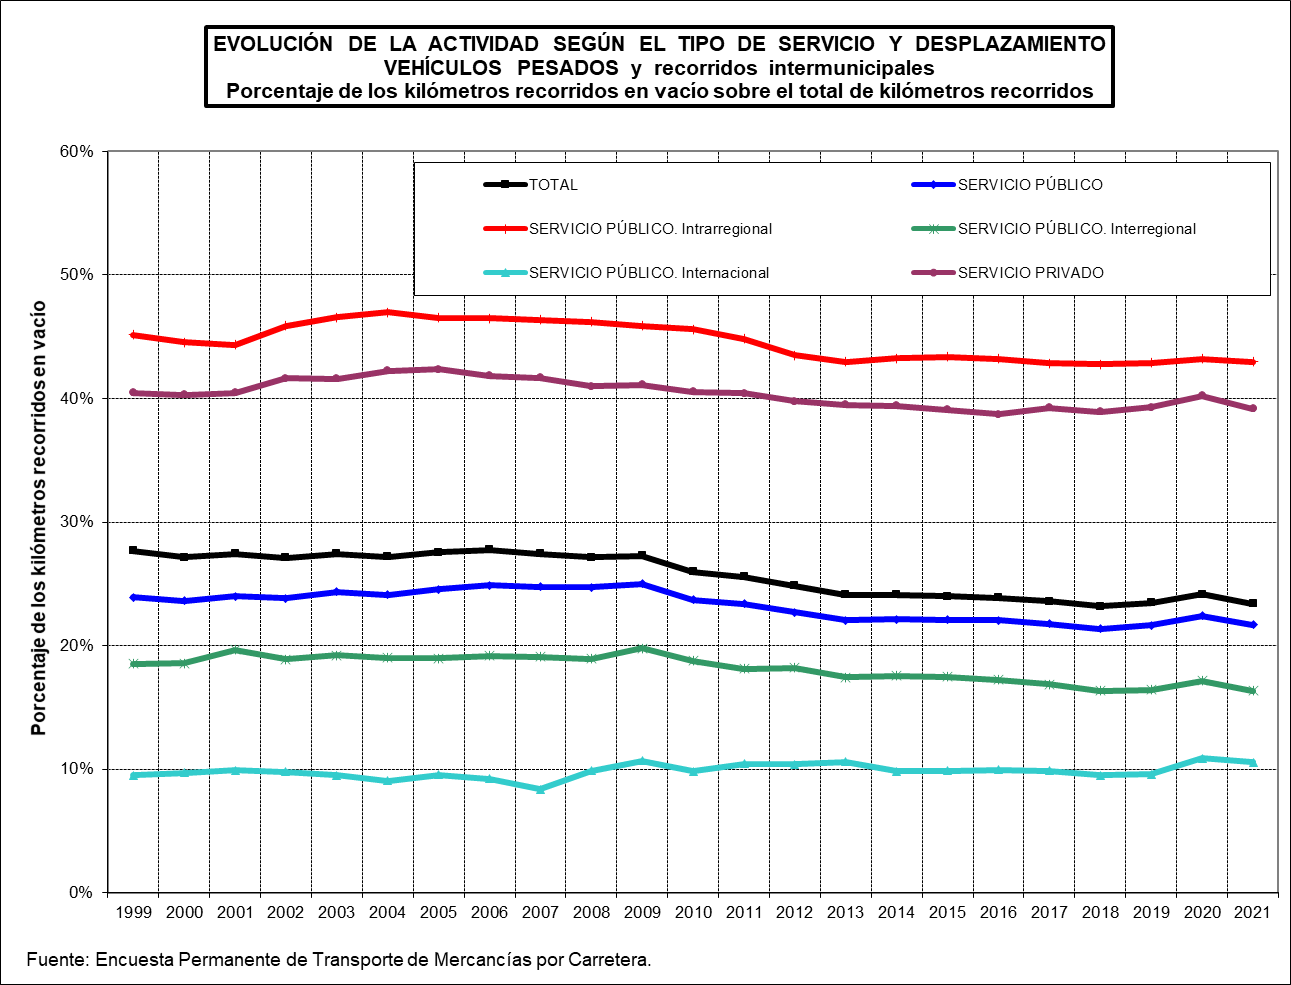 EVOLUCIÓN DE LA ACTIVIDAD SEGÚN EL TIPO DE SERVICIO Y DESPLAZAMIENTO
VEHÍCULOS PESADOS y recorridos intermunicipales
Porcentaje de los kilómetros recorridos en vacío sobre el total de kilómetros recorridos
Porcentaje de los kilómetros recorridos en vacío
60%
50%
40%
30%
20%
10%
0%
TOTAL
SERVICIO PÚBLICO
SERVICIO PÚBLICO. Intrarregional
SERVICIO PÚBLICO. Interregional
SERVICIO PÚBLICO. Internacional
SERVICIO PRIVADO
1999 2000 2001 2002 2003 2004 2005 2006 2007 2008 2009 2010 2011 2012 2013 2014 2015 2016 2017 2018 2019 2020 2021
Fuente: Encuesta Permanente de Transporte de Mercancías por Carretera.